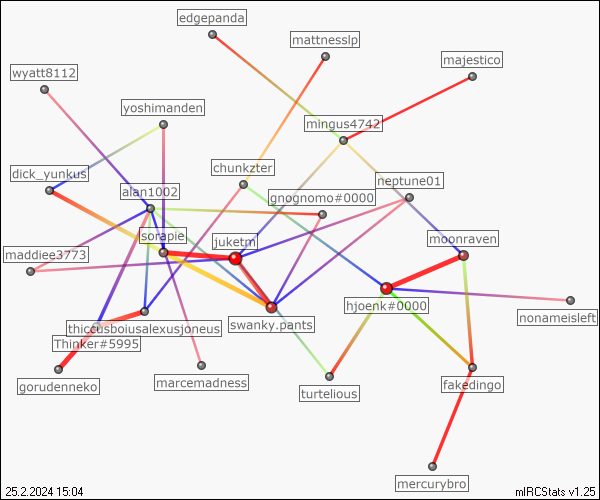 edgepanda
mattnesslp
majestico
wyatt8112
yoshimanden
mingus4742
dick_yunkus
chunkzter
neptune01
alan1002
gnognomo#0000
sorapie
juketm
moonraven
maddiee3773
hjoenk#0000
swanky.pants
nonameisleft
thiccusboiusalexusjoneus
Thinker#5995
gorudenneko
marcemadness
turtelious
fakedingo
mercurybro
25.2.2024 15:04
mIRCStats v1.25